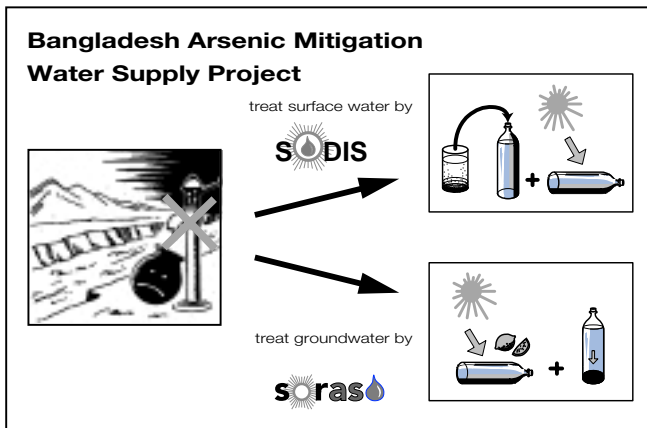 Bangladesh Arsenic Mitigation
Water Supply Project
treat surface water by
SODIS
+
treat groundwater by
soras
+